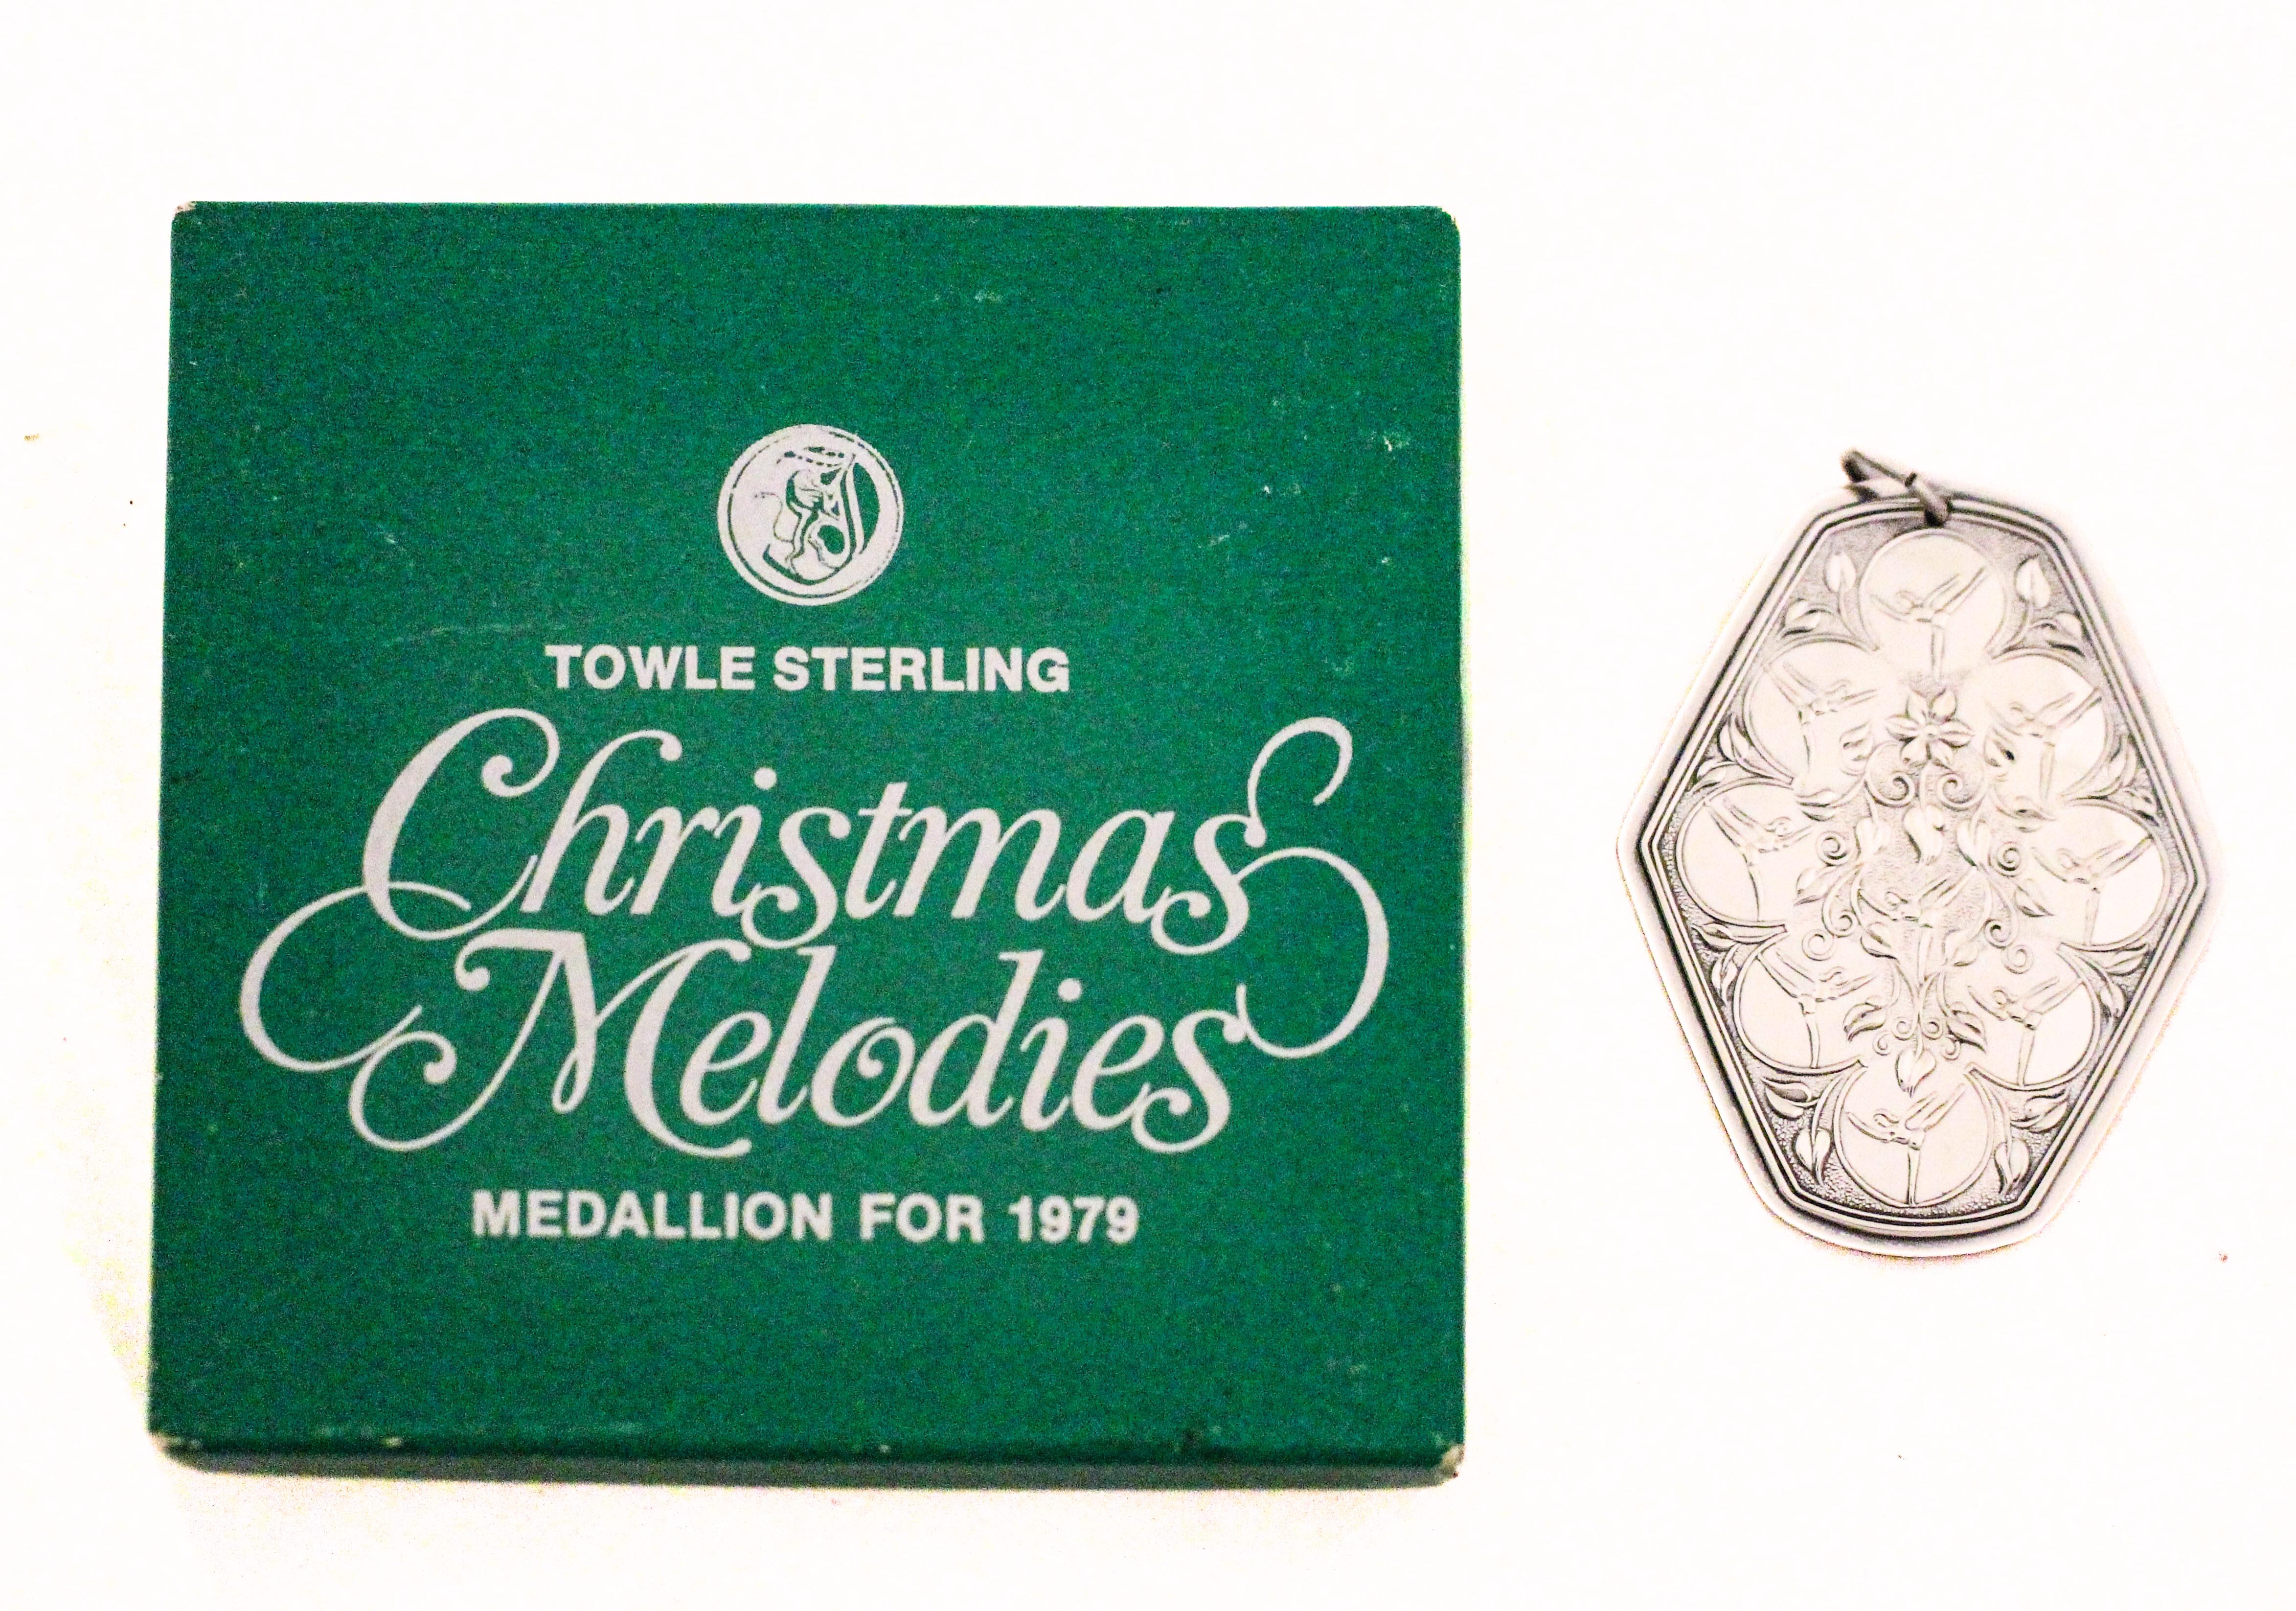 TOWLE STERLING
Christmas
Melodies
MEDALLION FOR 1979